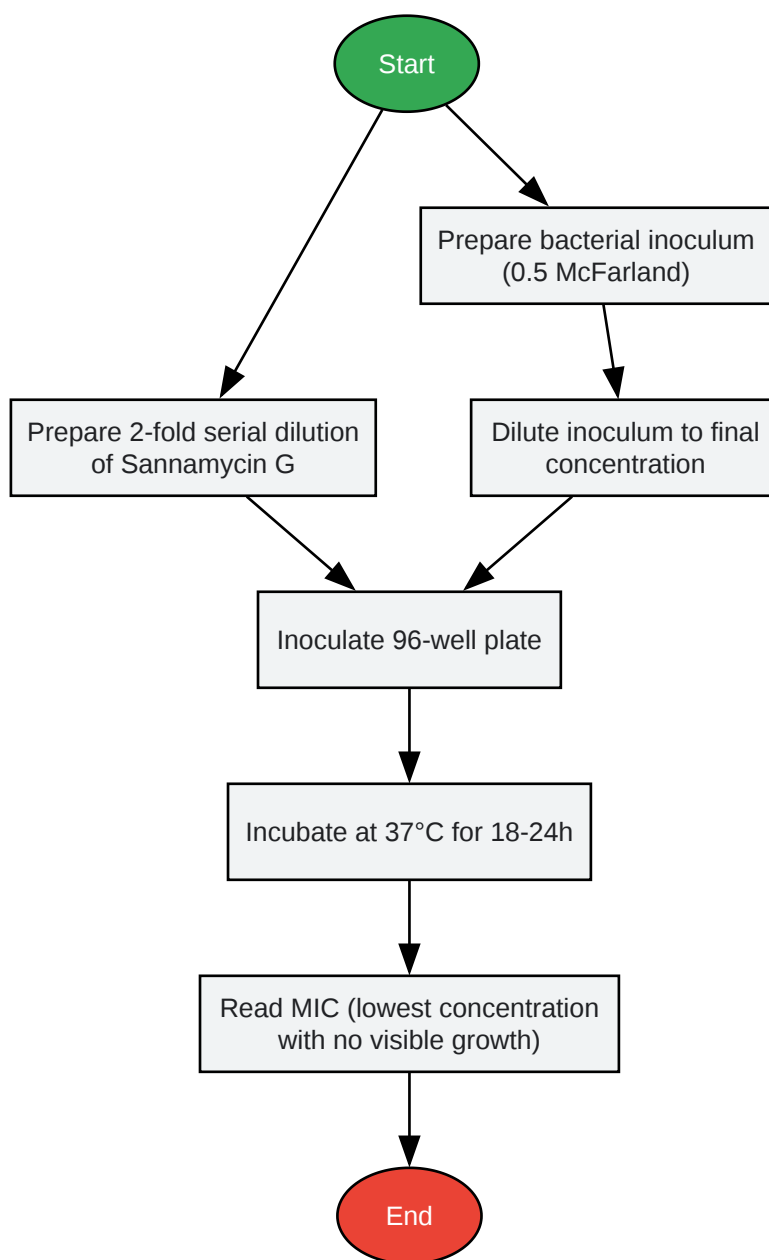 Start
Prepare bacterial inoculum
(0.5 McFarland)
Prepare 2-fold serial dilution
of Sannamycin G
Dilute inoculum to final
concentration
Inoculate 96-well plate
Incubate at 37°C for 18-24h
Read MIC (lowest concentration
with no visible growth)
End